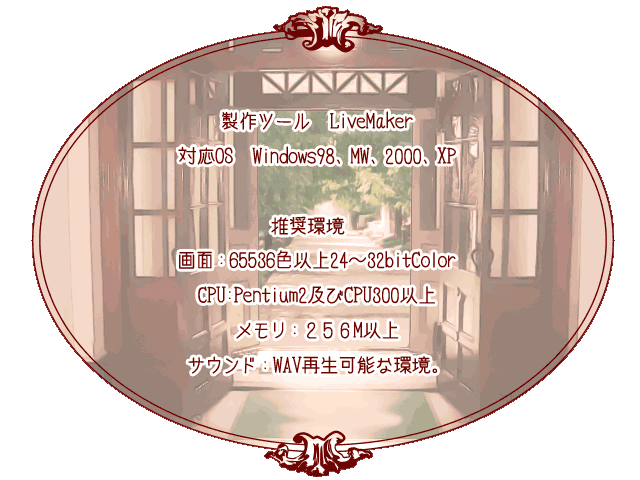 製作ツール　LiveMaker
対応OS　Windows98、MW、2000、XP
推奨環境
画面：65536色以上24～32bitColor
CPU:Pentium2及びCPU300以上
メモリ：２５６M以上
サウンド：WAV再生可能な環境。